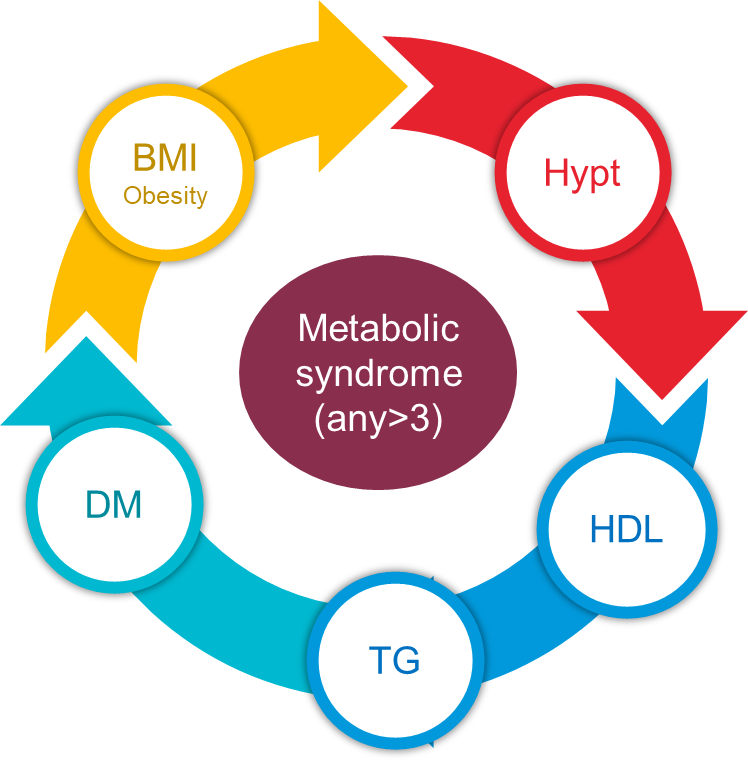 BMI
Obesity
Hypt
Metabolic
syndrome
(any>3)
HDL
TG
DM